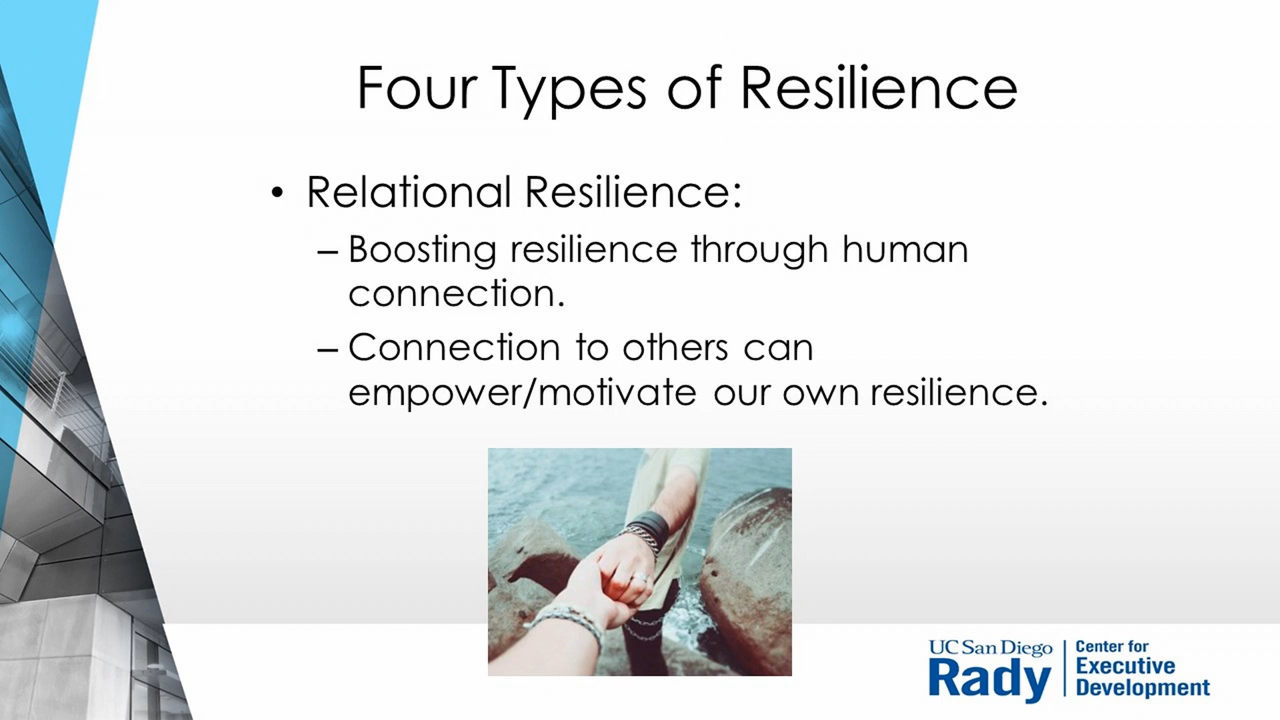 Four Types of Resilience
• Relational Resilience:
– Boosting resilience through human
connection.
– Connection to others can
empower/motivate our own resilience.
UC San Diego
Rady
Center for
Executive
Development